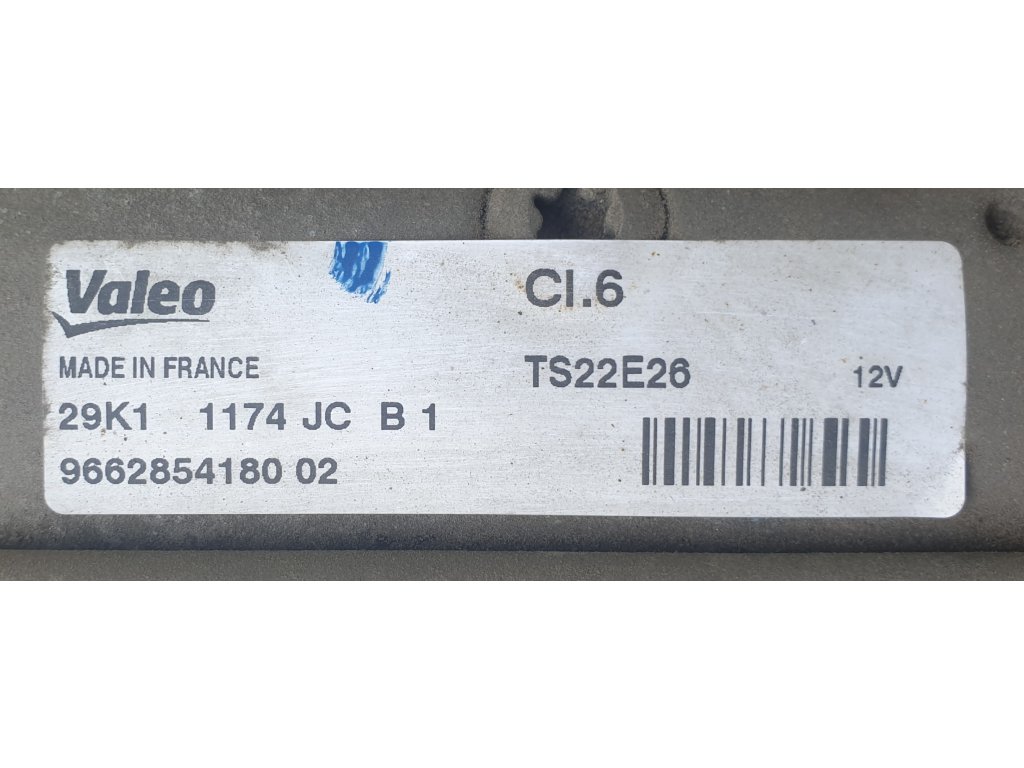 Valeo
Cl.6
MADE IN FRANCE
TS22E26
12V
29K1 1174 JC B 1
9662854180 02